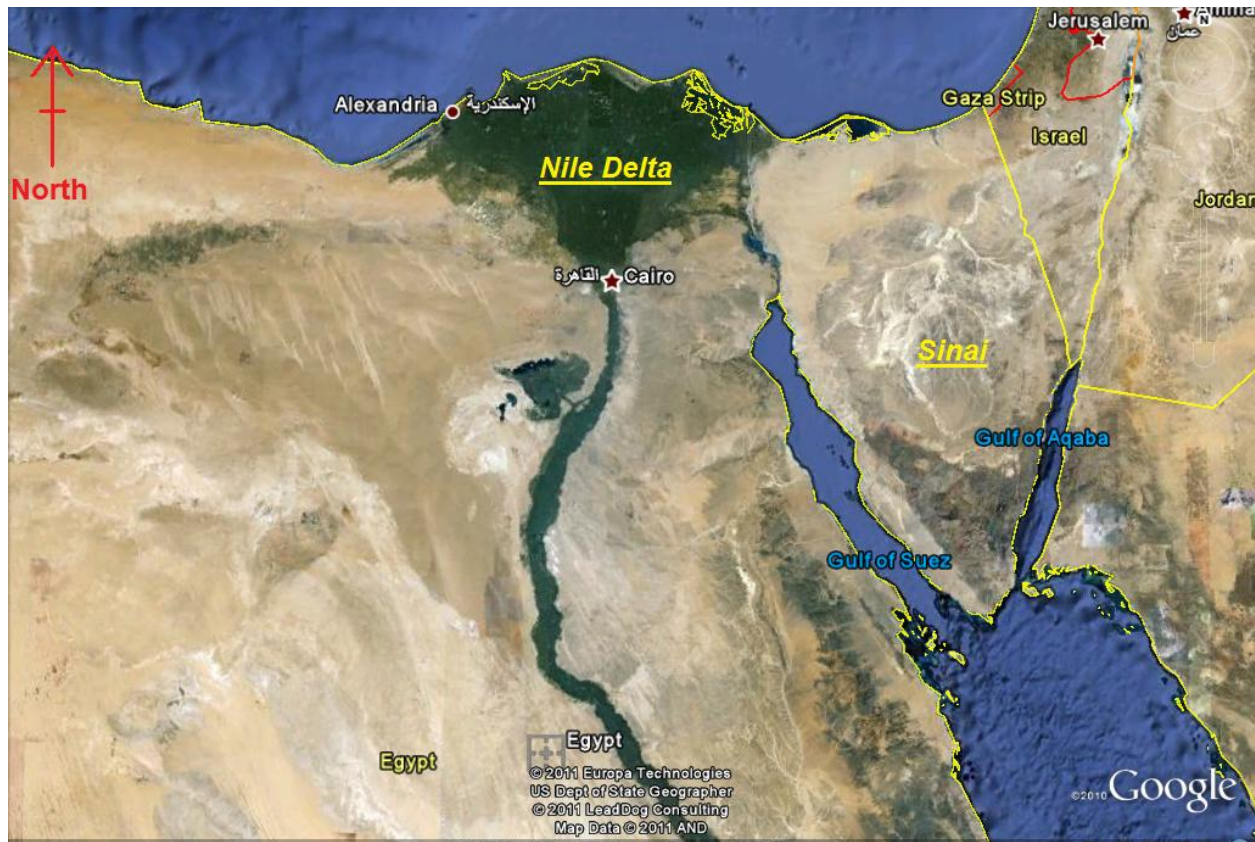 Amma
N
عمان
Jerusalem
Alexandria الإسكندرية
Gaza Strip
Israel
North
Nile Delta
Jordan
القاهرة Cairo
Sinai
Gulf of Aqaba
Gulf of Suez
Egypt
Egypt
© 2011 Europa Technologies
US Dept of State Geographer
© 2011 LeadDog Consulting
Map Data © 2011 AND
©2010 Google